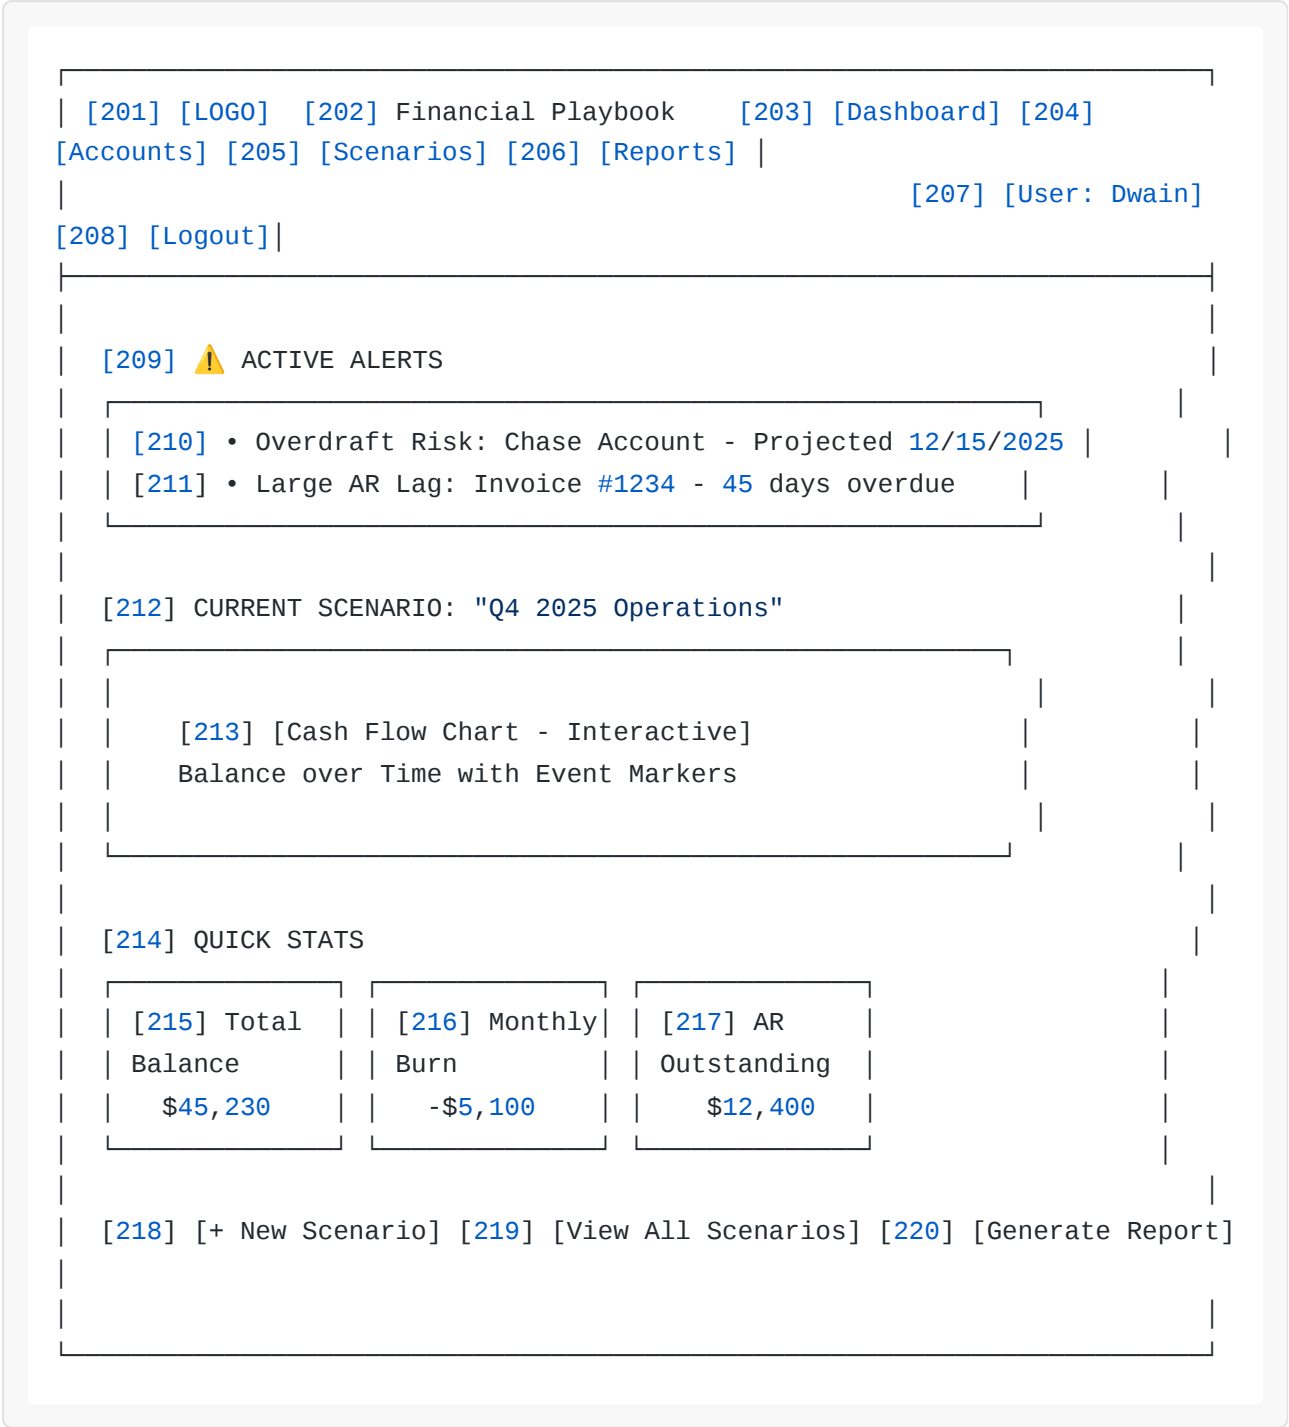 [201] [LOGO]  [202] Financial Playbook    [203] [Dashboard] [204]
[Accounts] [205] [Scenarios] [206] [Reports]
[207] [User: Dwain]
[208] [Logout]
[209] ⚠️ ACTIVE ALERTS
[210] • Overdraft Risk: Chase Account - Projected 12/15/2025
[211] • Large AR Lag: Invoice #1234 - 45 days overdue
[212] CURRENT SCENARIO: "Q4 2025 Operations"
[213] [Cash Flow Chart - Interactive]
Balance over Time with Event Markers
[214] QUICK STATS
[215] Total   [216] Monthly   [217] AR
Balance   Burn   Outstanding
$45,230   -$5,100   $12,400
[218] [+ New Scenario] [219] [View All Scenarios] [220] [Generate Report]